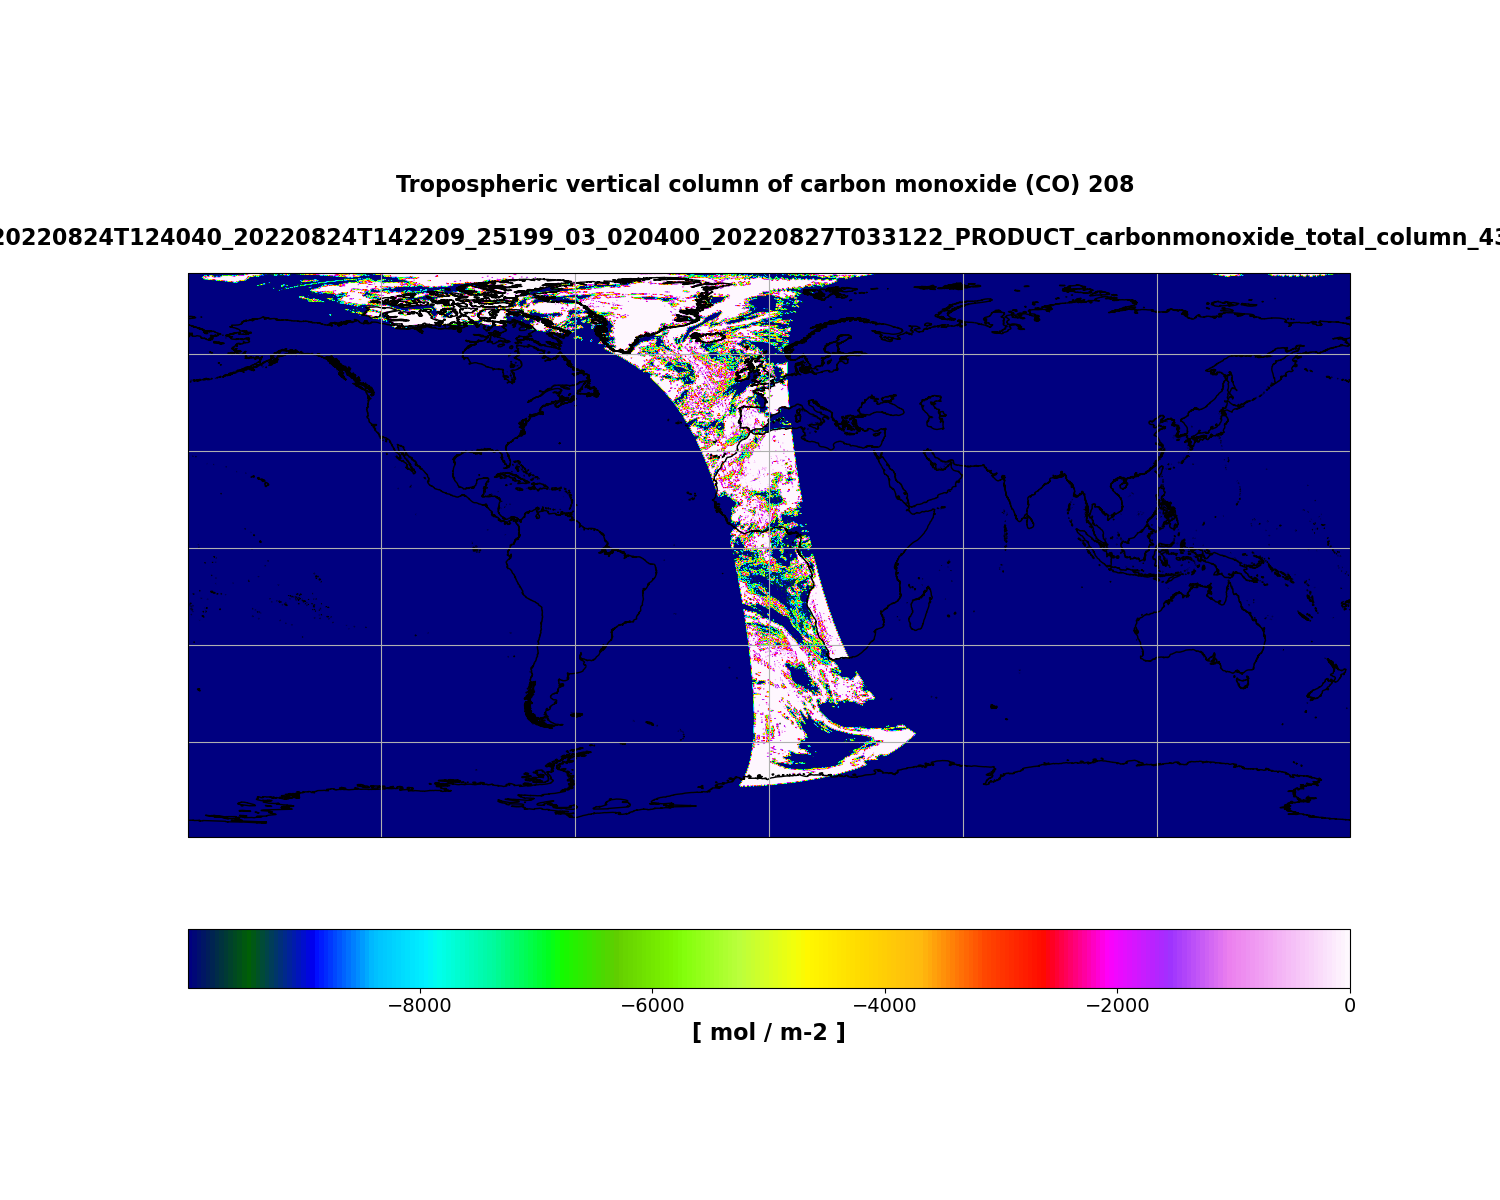 Tropospheric vertical column of carbon monoxide (CO) 208
20220824T124040_20220824T142209_25199_03_020400_20220827T033122_PRODUCT_carbonmonoxide_total_column_43
−8000 −6000 −4000 −2000 0
[ mol / m-2 ]